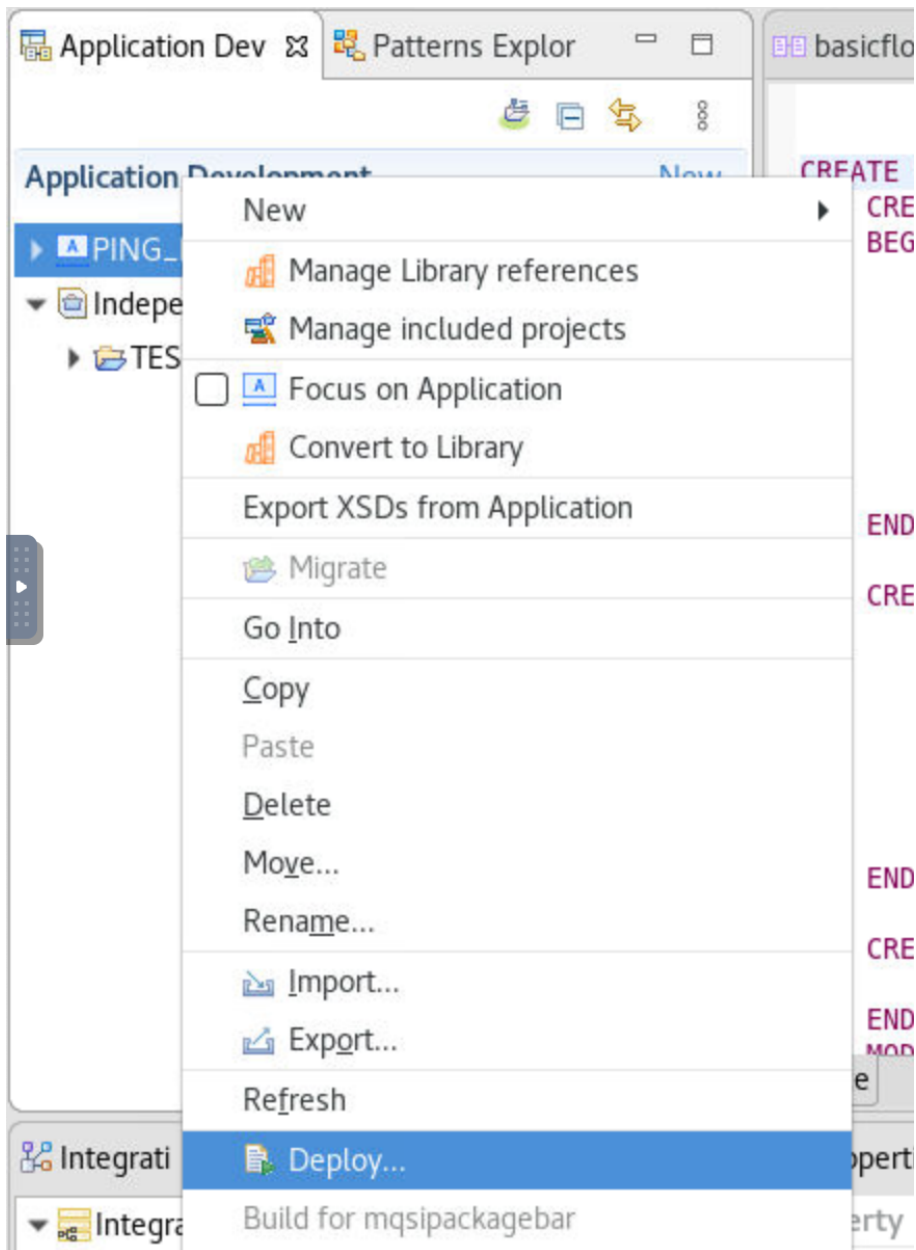 Application Dev
Patterns Explor
basicflo
Application Development
New
CREATE
New
CRE
PING_
BEG
Manage Library references
Indepe
Manage included projects
TES
A
Focus on Application
Convert to Library
Export XSDs from Application
END
Migrate
CRE
Go Into
Copy
Paste
Delete
Move...
END
Rename...
CRE
Import...
END
Export...
MOD
e
Refresh
Integrati
Deploy...
operti
Integra
Build for mqsipackagebar
erty